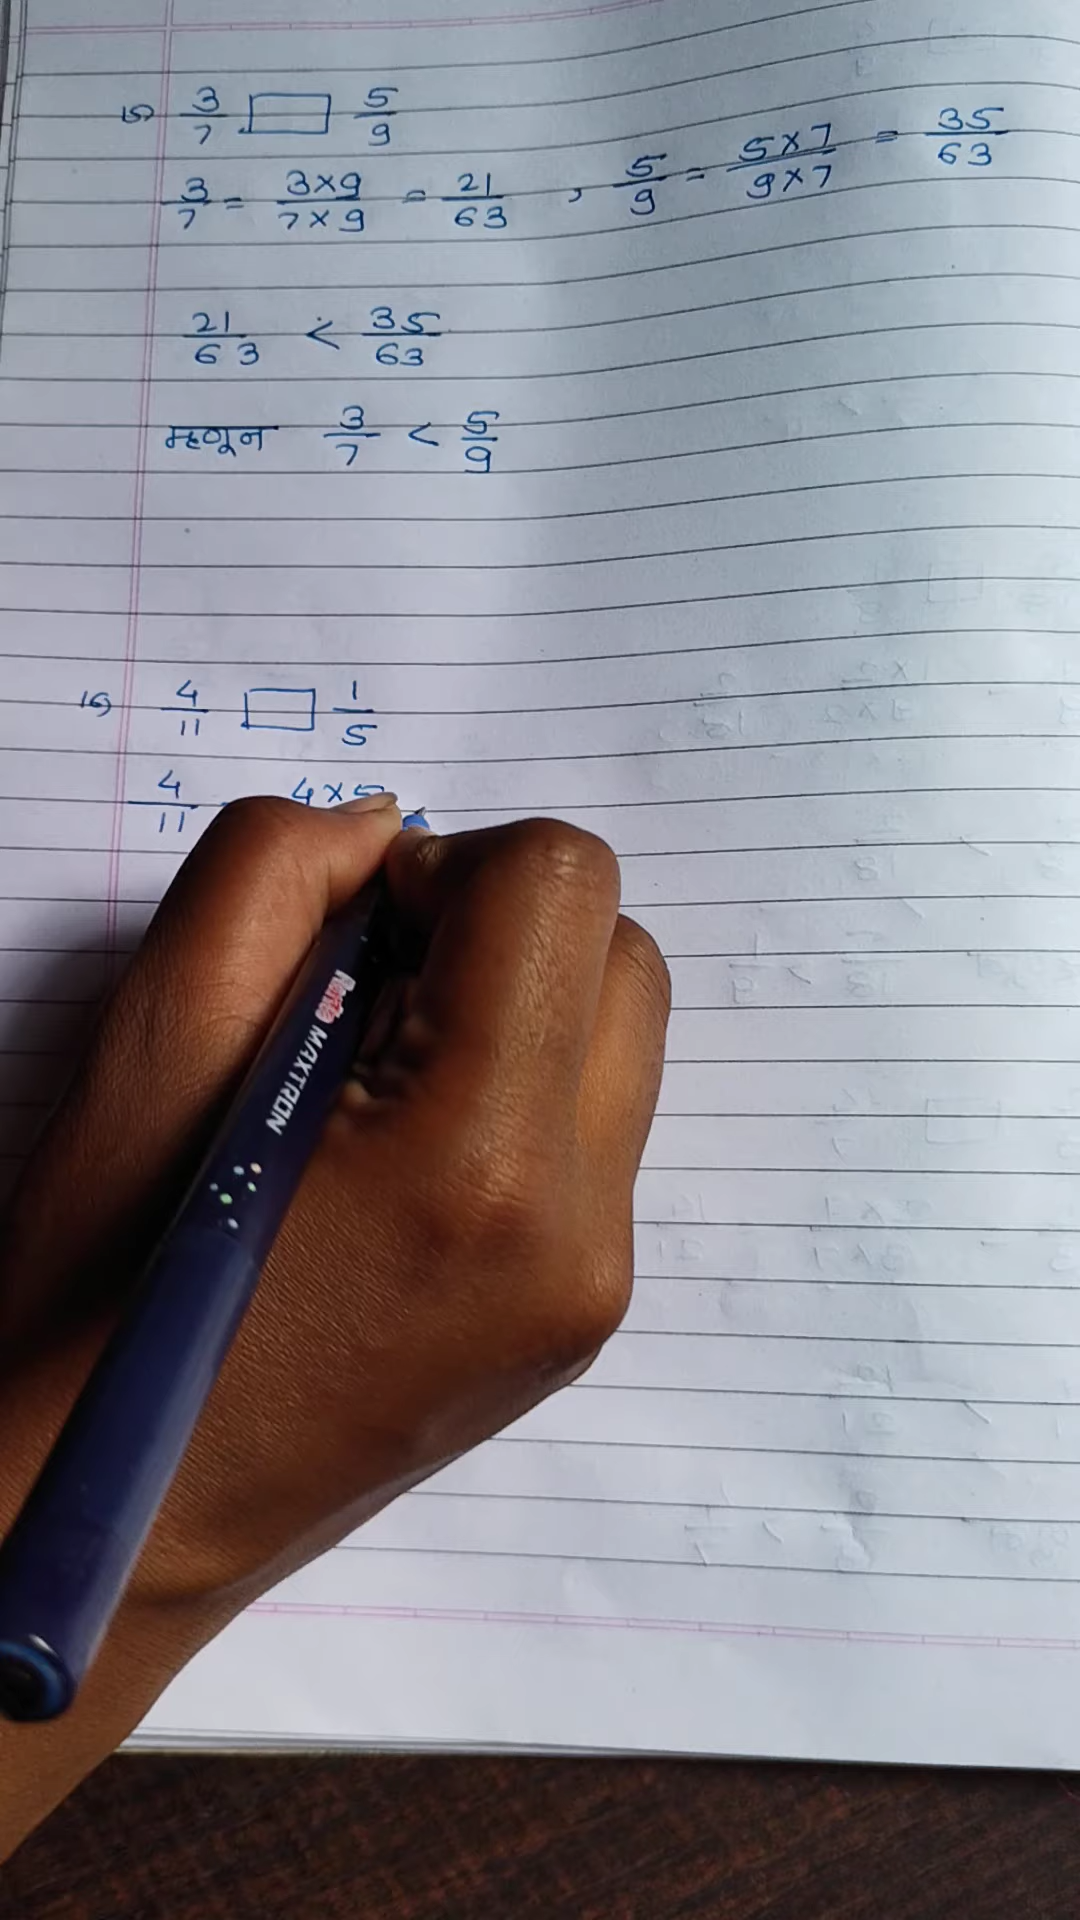 15) 3/7 □ 5/9
3/7 = 3×9/7×9 = 21/63 , 5/9 = 5×7/9×7 = 35/63
21/63 < 35/63
म्हणून 3/7 < 5/9
16) 4/11 □ 1/5
4/11 = 4×5
MAXTRON